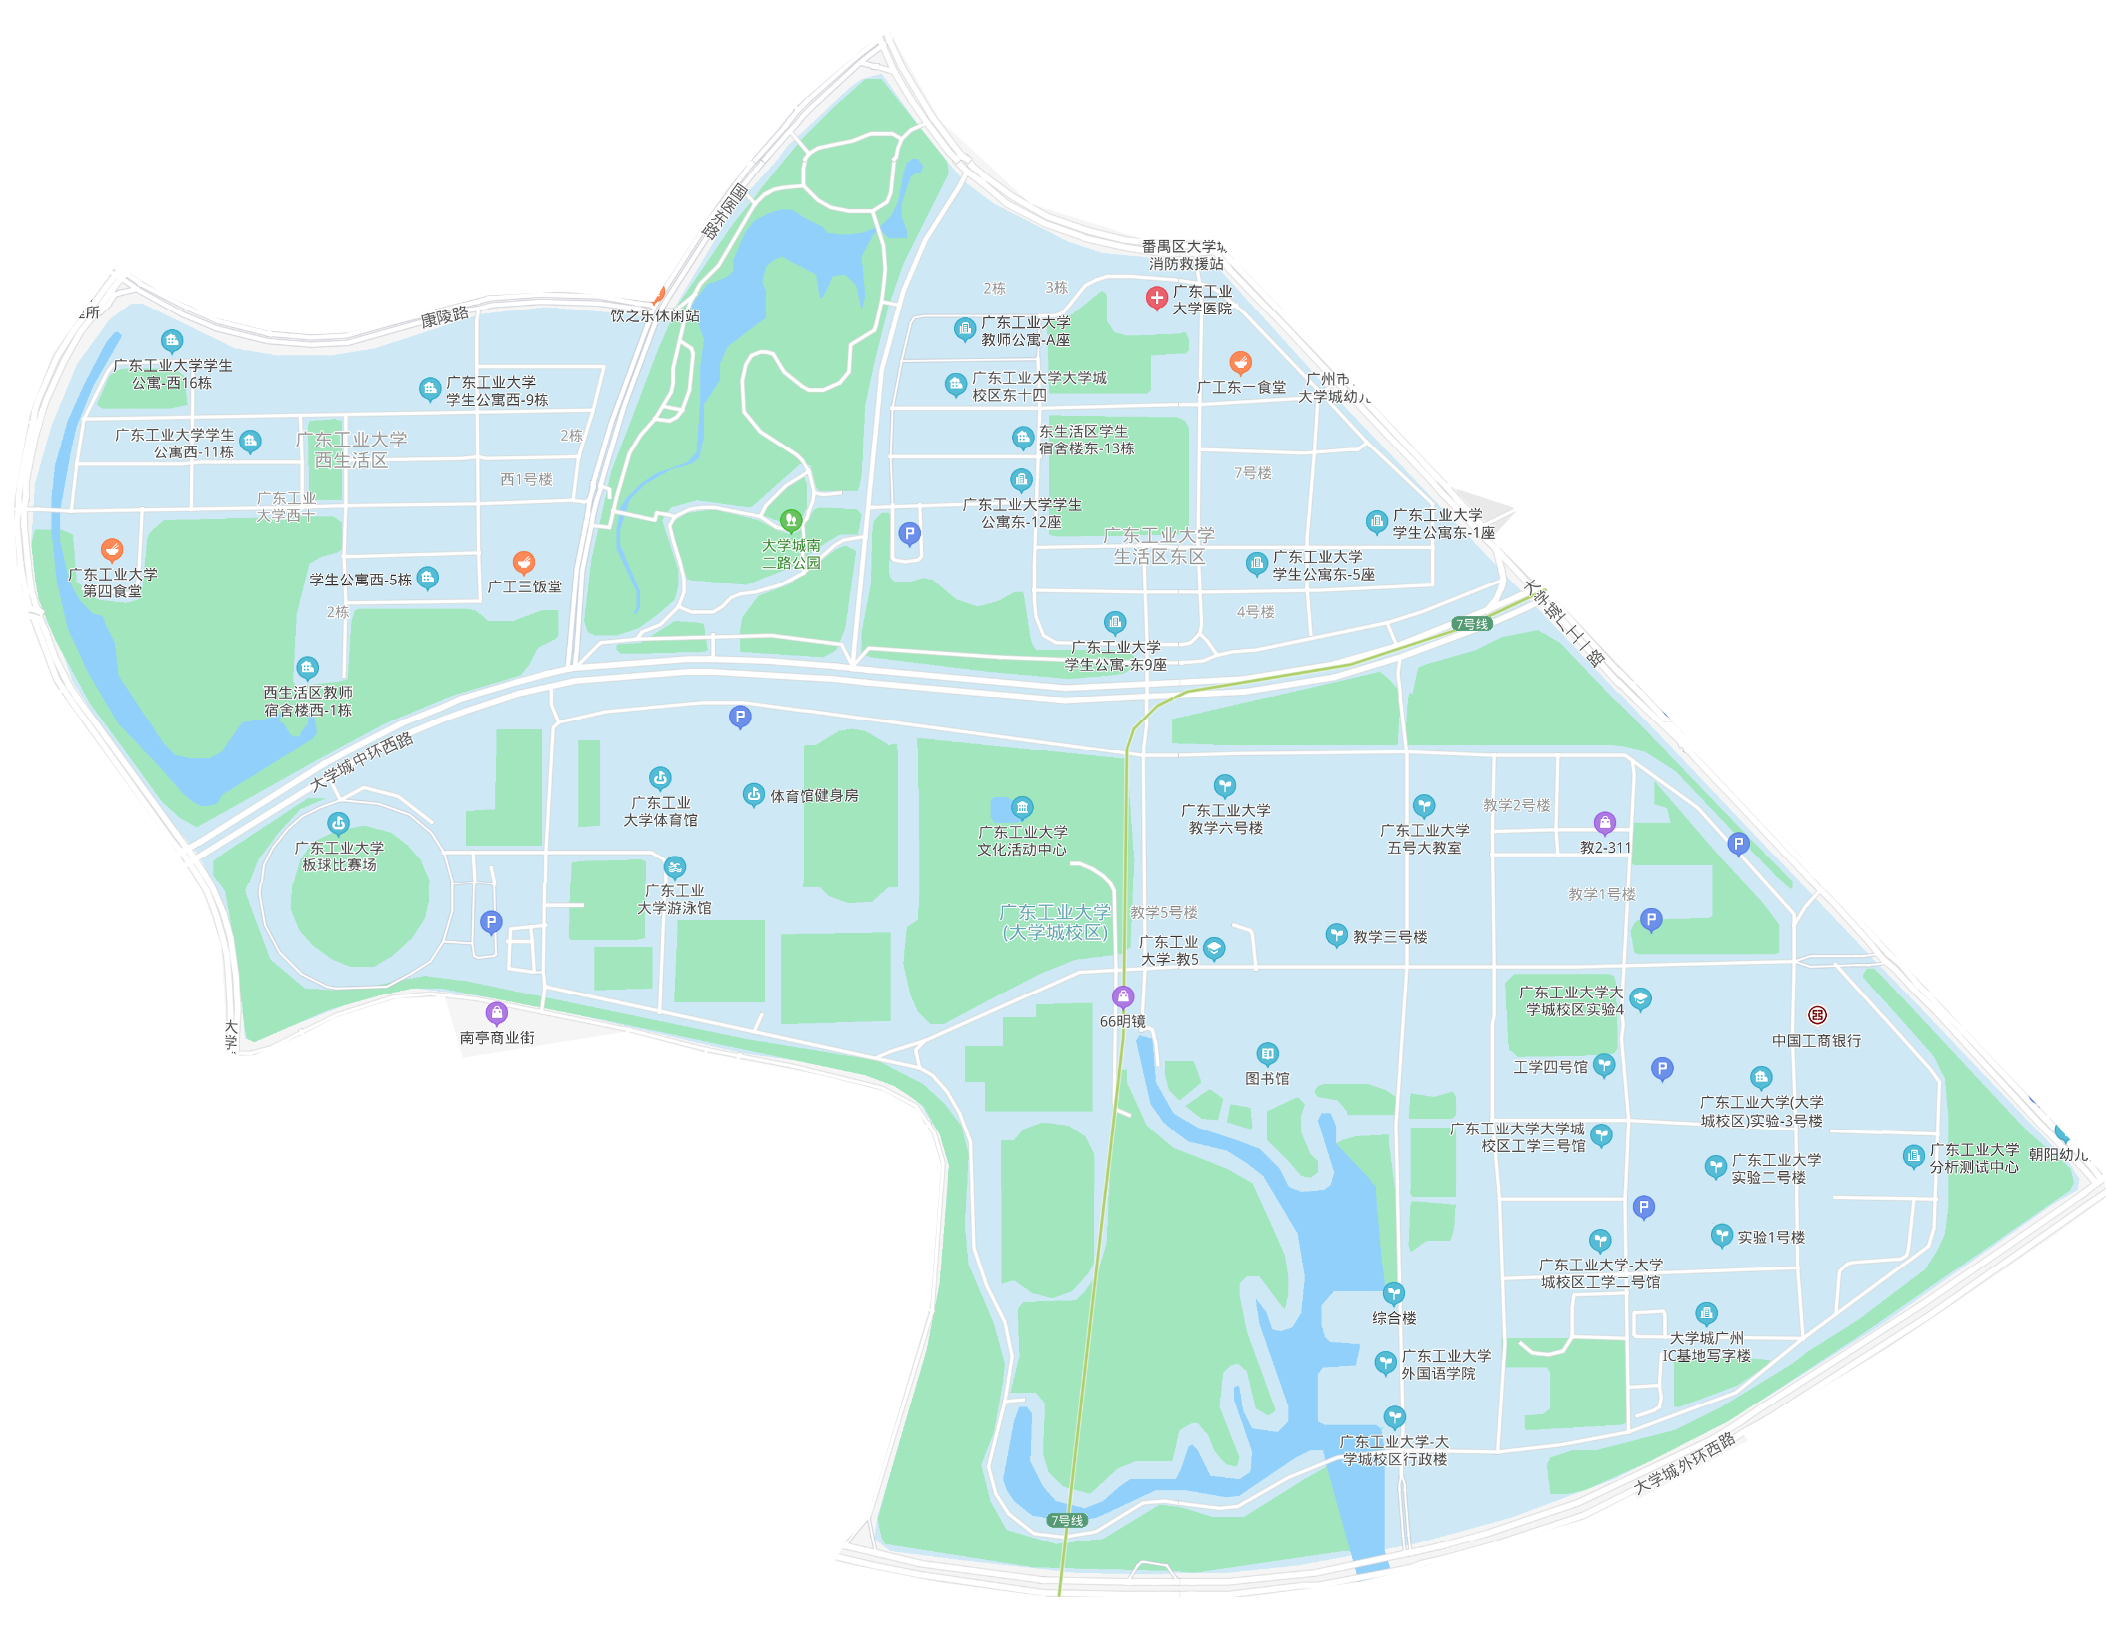 国医东路
番禺区大学城
消防救援站
广东工业
大学医院
2栋
3栋
康陵路
饮之乐休闲站
广东工业大学
教师公寓-A座
广东工业大学学生
公寓-西16栋
广东工业大学
学生公寓西-9栋
广东工业大学大学城
校区东十四
广工东一食堂
广州市
大学城幼儿
广东工业大学学生
公寓西-11栋
广东工业大学
西生活区
2栋
东生活区学生
宿舍楼东-13栋
西1号楼
7号楼
广东工业
大学西十
广东工业大学学生
公寓东-12座
广东工业大学
学生公寓东-1座
大学城南
二路公园
广东工业大学
生活区东区
广东工业大学
第四食堂
学生公寓西-5栋
广工三饭堂
广东工业大学
学生公寓东-5座
2栋
4号楼
7号线
大学城广工二路
广东工业大学
学生公寓-东9座
西生活区教师
宿舍楼西-1栋
大学城中环西路
广东工业
大学体育馆
体育馆健身房
广东工业大学
文化活动中心
广东工业大学
教学六号楼
广东工业大学
五号大教室
教学2号楼
教2-311
广东工业大学
板球比赛场
广东工业
大学游泳馆
教学1号楼
广东工业大学
(大学城校区)
教学5号楼
广东工业
大学-教5
教学三号楼
广东工业大学大
学城校区实验4
66明镜
南亭商业街
大学城
中国工商银行
工学四号馆
图书馆
广东工业大学(大学
城校区)实验-3号楼
广东工业大学大学城
校区工学三号馆
广东工业大学
实验二号楼
广东工业大学
分析测试中心
朝阳幼儿
实验1号楼
广东工业大学-大学
城校区工学二号馆
综合楼
大学城广州
IC基地写字楼
广东工业大学
外国语学院
广东工业大学-大
学城校区行政楼
大学城外环西路
7号线